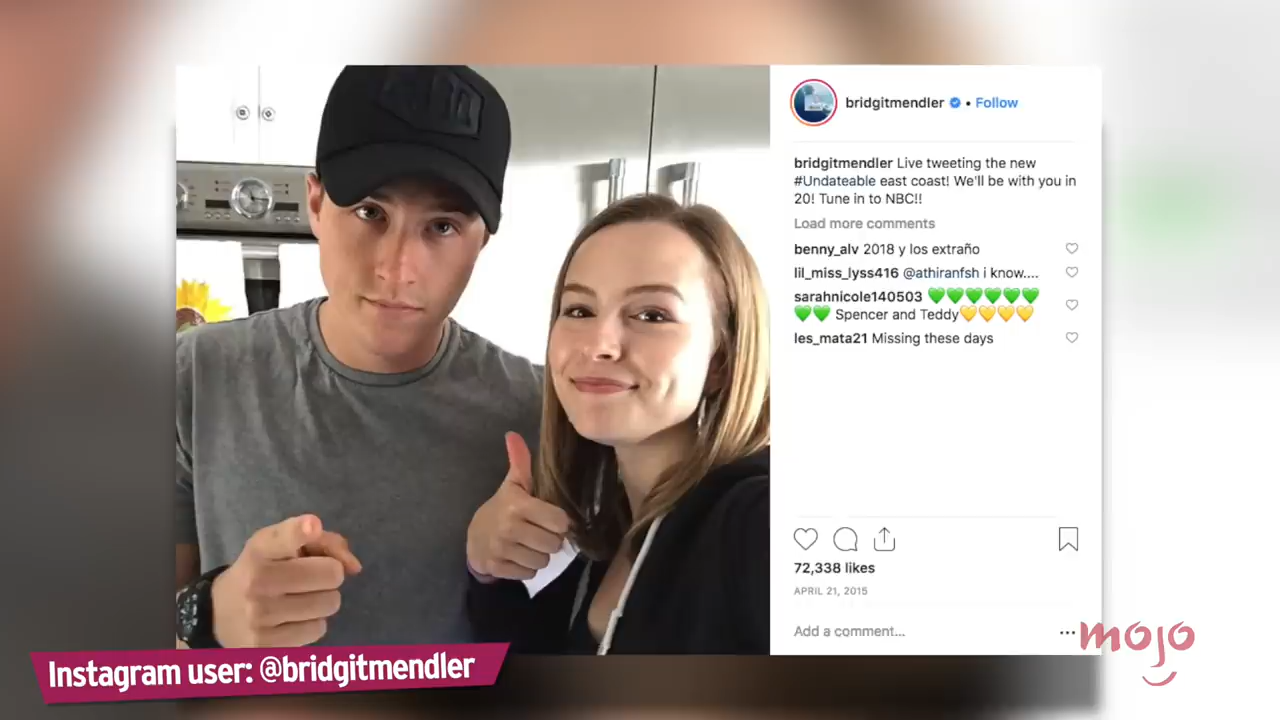 bridgitmendler • Follow
bridgitmendler Live tweeting the new
#Undateable east coast! We'll be with you in
20! Tune in to NBC!!
Load more comments
benny_alv 2018 y los extraño
lil_miss_lyss416 @athiranfsh i know....
sarahnicole140503 💚💚💚💚💚💚
💚💚 Spencer and Teddy💛💛💛💛
les_mata21 Missing these days
72,338 likes
APRIL 21, 2015
Add a comment...
mojo
Instagram user: @bridgitmendler